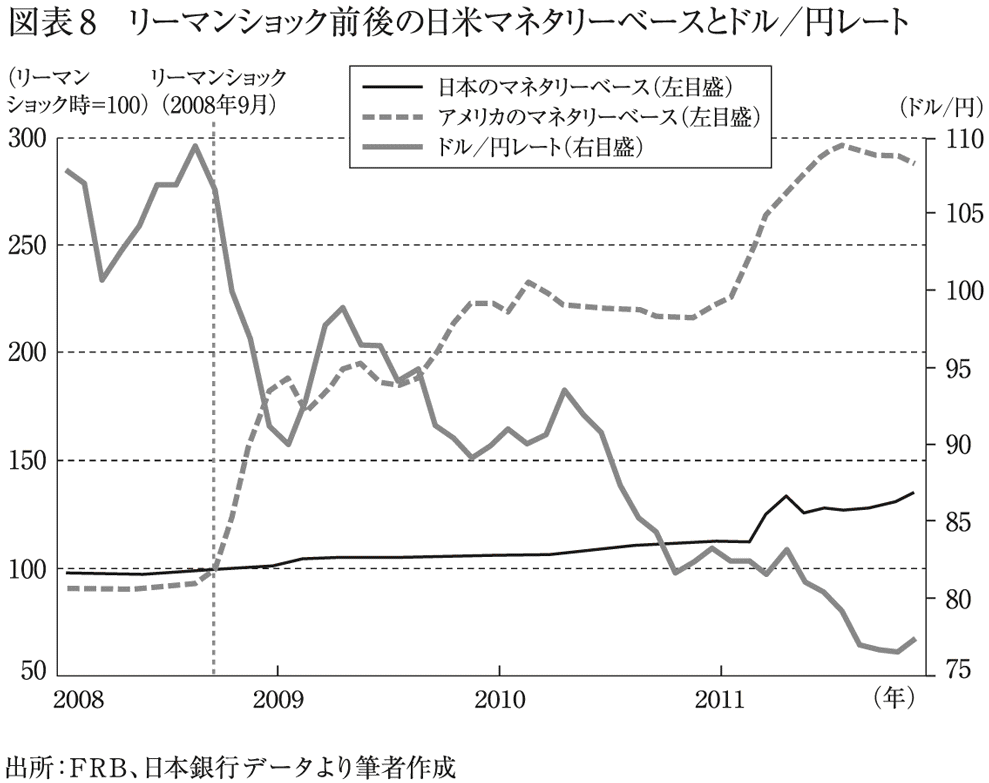 図表8 リーマンショック前後の日米マネタリーベースとドル／円レート
(リーマン
ショック時=100)
リーマンショック
(2008年9月)
日本のマネタリーベース(左目盛)
アメリカのマネタリーベース(左目盛)
ドル／円レート(右目盛)
(ドル/円)
300
250
200
150
100
50
110
105
100
95
90
85
80
75
2008
2009
2010
2011
(年)
出所：FRB、日本銀行データより筆者作成